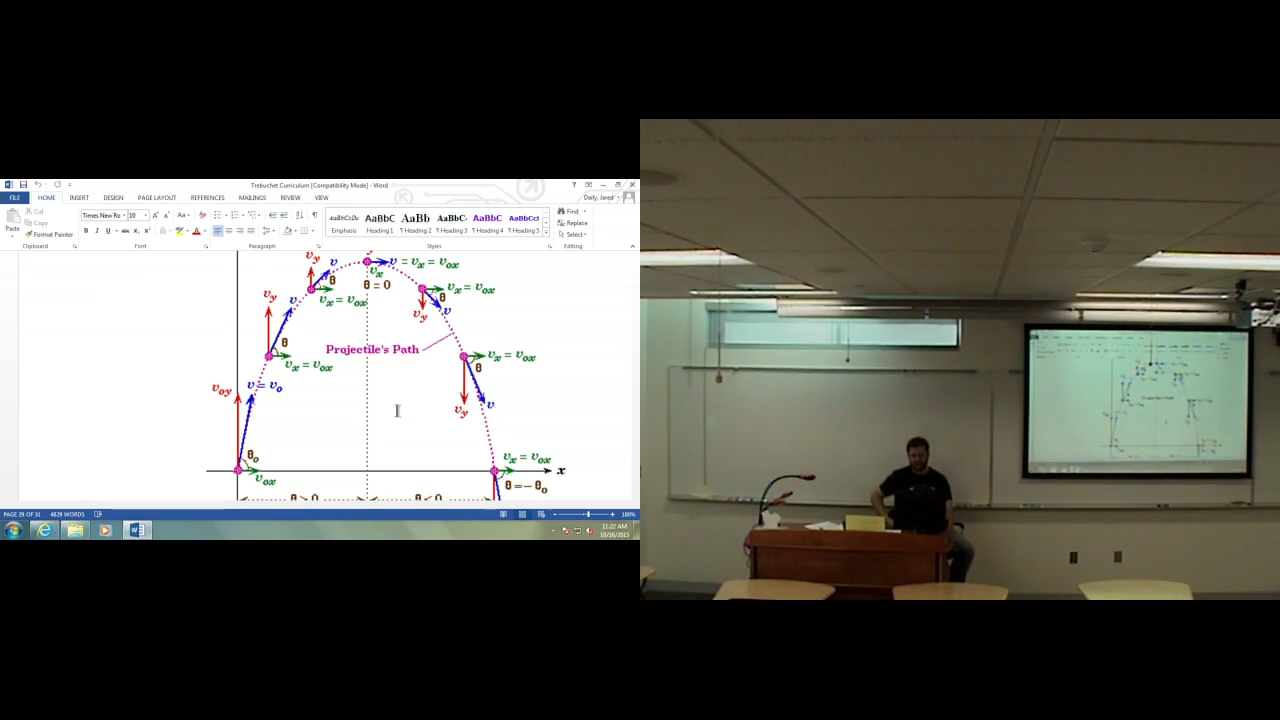 Trebuchet Curriculum [Compatibility Mode] - Word
FILE HOME INSERT DESIGN PAGE LAYOUT REFERENCES MAILINGS REVIEW VIEW Daily, Jared
Cut
Copy
Paste
Format Painter
Times New Ro 10
AaBbCcDc AaBbC AaBb AaBbC AaBbC AaBbCcI
Emphasis Heading 1 ¶ Heading 2 ¶ Heading 3 ¶ Heading 4 ¶ Heading 5
Find
Replace
Select
Clipboard Font Paragraph Styles Editing
vy v v = vx = vox
vx
θ θ = 0 θ vx = vox
vx = vox
vy v vy v
Projectile's Path
θ vx = vox
vx = vox θ
voy v = vo vy v
θo vx = vox
vox x
θ = – θo
θ > 0 θ < 0
PAGE 29 OF 31 4829 WORDS 180%
11:22 AM
10/16/2015